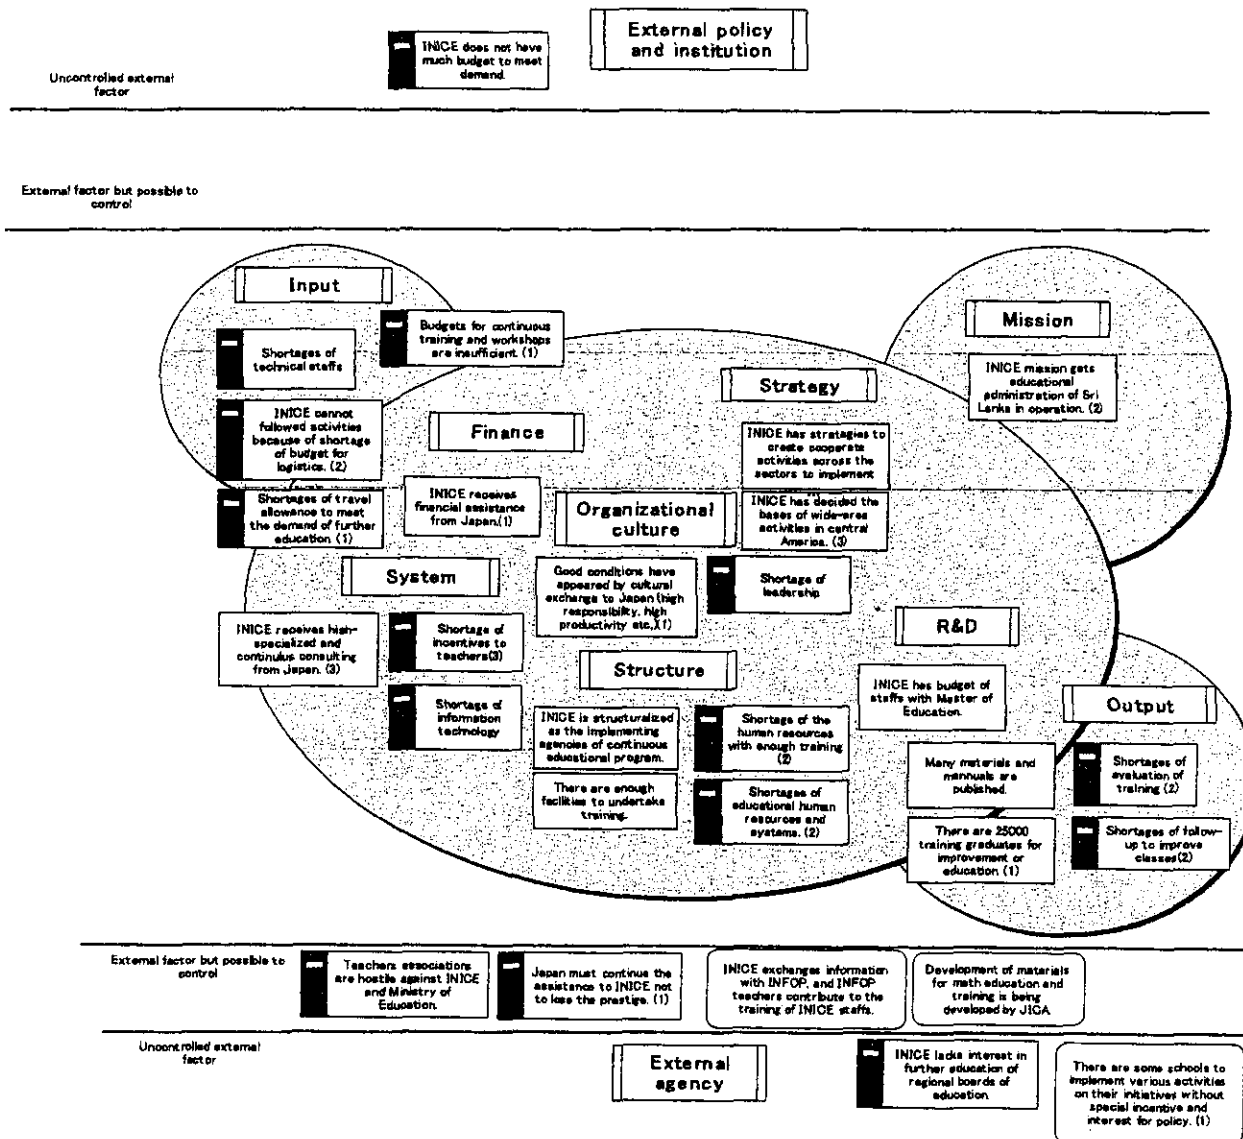 External policy
and institution
INICE does not have
much budget to meet
demand.
Uncontrolled external
factor
External factor but possible to
control
Input
Budgets for continuous
training and workshops
are insufficient. (1)
Shortages of
technical staffs
INICE cannot
followed activities
because of shortage
of budget for
logistics. (2)
Shortages of travel
allowance to meet
the demand of further
education. (1)
Mission
INICE mission gets
educational
administration of Sri
Lanka in operation. (2)
Strategy
INICE has strategies to
create cooperate
activities across the
sectors to implement
INICE has decided the
bases of wide-area
activities in central
America. (3)
Finance
INICE receives
financial assistance
from Japan.(1)
Organizational
culture
Good conditions have
appeared by cultural
exchange to Japan (high
responsibility, high
productivity etc.,)(1)
Shortage of
leadership
System
INICE receives high-
specialized and
continulus consulting
from Japan. (3)
Shortage of
incentives to
teachers(3)
Shortage of
information
technology
Structure
INICE is structuralized
as the implementing
agencies of continuous
educational program.
There are enough
facilities to undertake
training.
Shortage of the
human resources
with enough training
(2)
Shortages of
educational human
resources and
systems. (2)
R&D
INICE has budget of
staffs with Master of
Education.
Output
Many materials and
mannuals are
published.
There are 25000
training graduates for
improvement or
education (1)
Shortages of
evaluation of
training (2)
Shortages of follow-
up to improve
classes(2)
External factor but possible to
control
Teachers associations
are hostile against INICE
and Ministry of
Education.
Japan must continue the
assistance to INICE not
to lose the prestige. (1)
INICE exchanges information
with INFOP, and INFOP
teachers contribute to the
training of INICE staffs.
Development of materials
for math education and
training is being
developed by JICA
Uncontrolled external
factor
External
agency
INICE lacks interest in
further education of
regional boards of
education.
There are some schools to
implement various activities
on their initiatives without
special incentive and
interest for policy. (1)